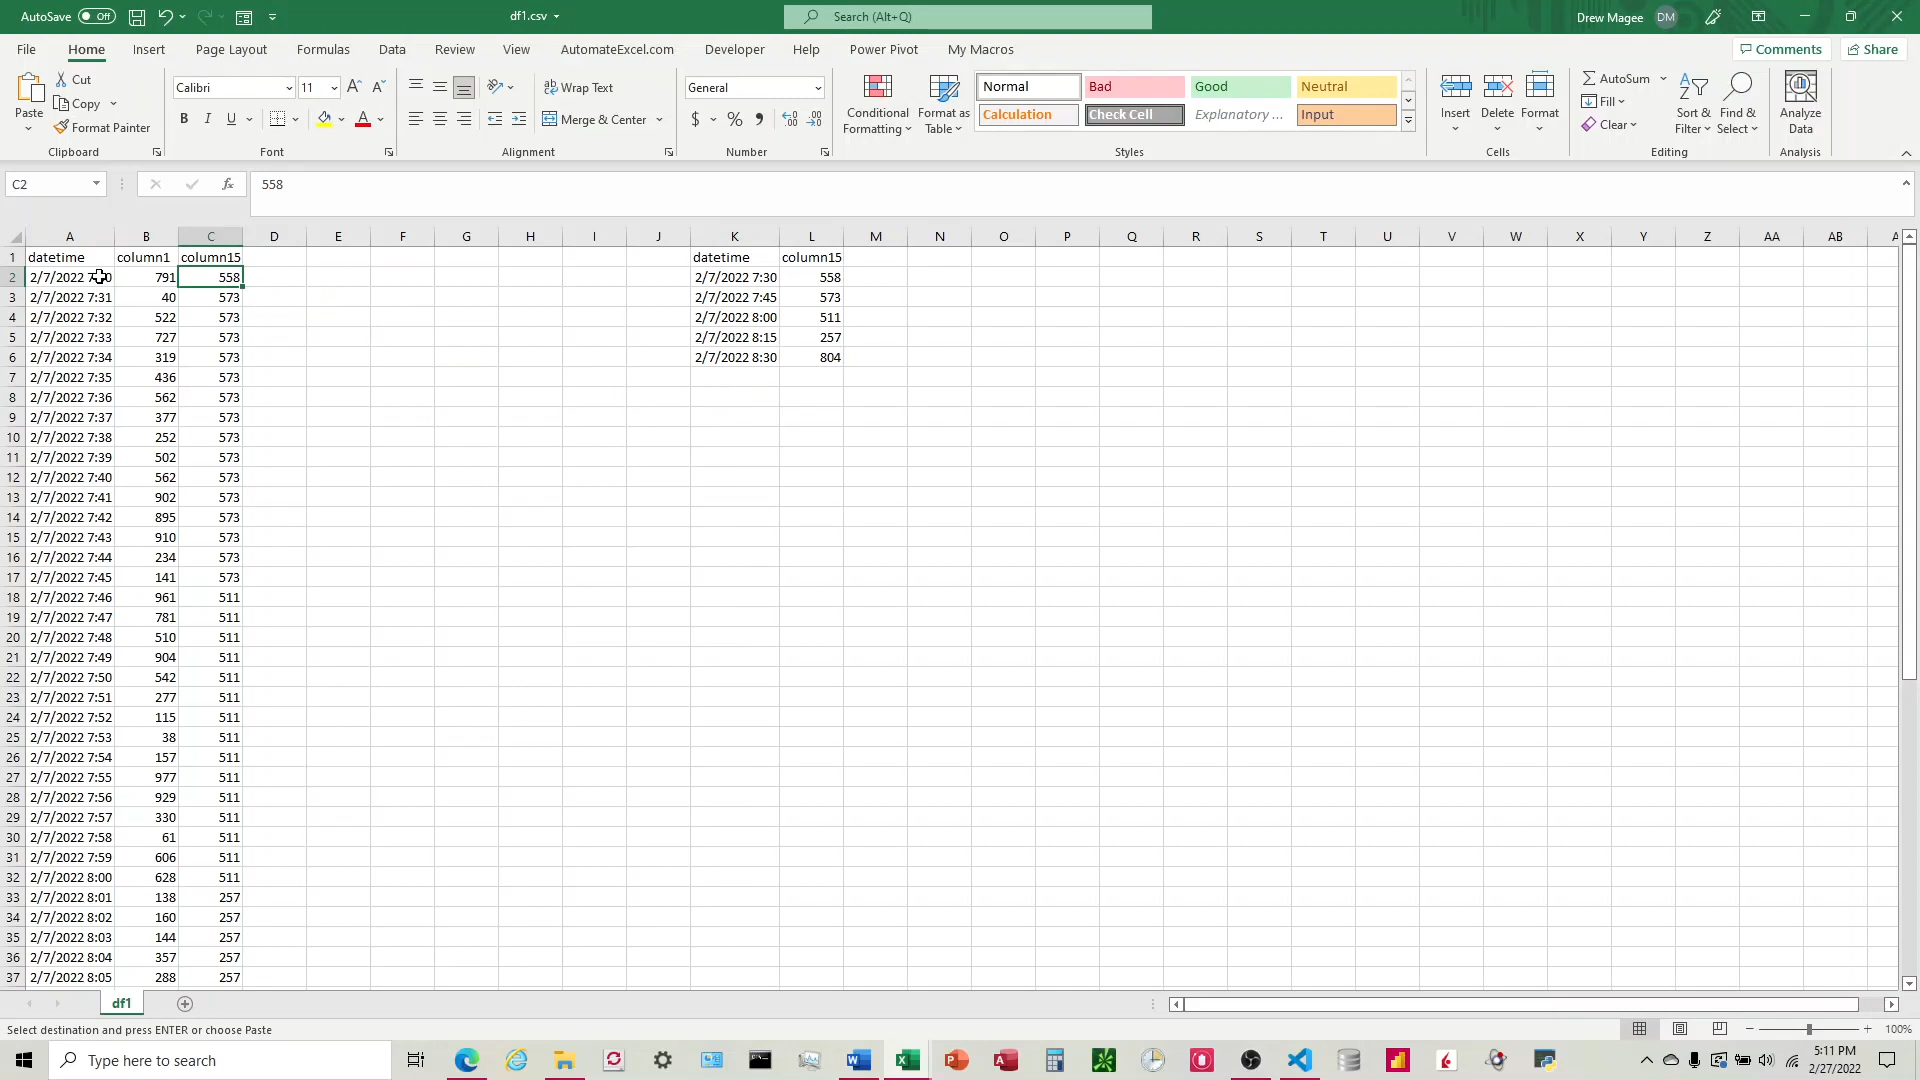 AutoSave Off df1.csv Search (Alt+Q) Drew Magee DM
File Home Insert Page Layout Formulas Data Review View AutomateExcel.com Developer Help Power Pivot My Macros Comments Share
Cut
Copy
Format Painter
Paste
Clipboard
Calibri 11
B I U A
Font
Wrap Text
Merge & Center
Alignment
General
$ % 9
Number
Conditional Formatting
Format as Table
Normal Bad Good Neutral
Calculation Check Cell Explanatory ... Input
Styles
Insert Delete Format
Cells
AutoSum
Fill
Clear
Sort & Filter
Find & Select
Editing
Analyze Data
Analysis
C2 fx 558
A B C D E F G H I J K L M N O P Q R S T U V W X Y Z AA AB
1 datetime column1 column15 datetime column15
2 2/7/2022 791 558 2/7/2022 7:30 558
3 2/7/2022 7:31 40 573 2/7/2022 7:45 573
4 2/7/2022 7:32 522 573 2/7/2022 8:00 511
5 2/7/2022 7:33 727 573 2/7/2022 8:15 257
6 2/7/2022 7:34 319 573 2/7/2022 8:30 804
7 2/7/2022 7:35 436 573
8 2/7/2022 7:36 562 573
9 2/7/2022 7:37 377 573
10 2/7/2022 7:38 252 573
11 2/7/2022 7:39 502 573
12 2/7/2022 7:40 562 573
13 2/7/2022 7:41 902 573
14 2/7/2022 7:42 895 573
15 2/7/2022 7:43 910 573
16 2/7/2022 7:44 234 573
17 2/7/2022 7:45 141 573
18 2/7/2022 7:46 961 511
19 2/7/2022 7:47 781 511
20 2/7/2022 7:48 510 511
21 2/7/2022 7:49 904 511
22 2/7/2022 7:50 542 511
23 2/7/2022 7:51 277 511
24 2/7/2022 7:52 115 511
25 2/7/2022 7:53 38 511
26 2/7/2022 7:54 157 511
27 2/7/2022 7:55 977 511
28 2/7/2022 7:56 929 511
29 2/7/2022 7:57 330 511
30 2/7/2022 7:58 61 511
31 2/7/2022 7:59 606 511
32 2/7/2022 8:00 628 511
33 2/7/2022 8:01 138 257
34 2/7/2022 8:02 160 257
35 2/7/2022 8:03 144 257
36 2/7/2022 8:04 357 257
37 2/7/2022 8:05 288 257
df1
Select destination and press ENTER or choose Paste 100%
Type here to search
5:11 PM
2/27/2022